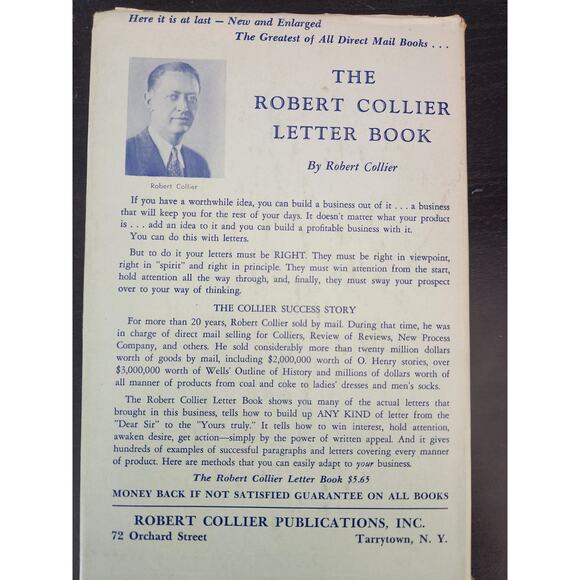 Here it is at last — New and Enlarged
The Greatest of All Direct Mail Books . . .
THE
ROBERT COLLIER
LETTER BOOK
By Robert Collier
Robert Collier
If you have a worthwhile idea, you can build a business out of it . . . a business
that will keep you for the rest of your days. It doesn't matter what your product
is . . . add an idea to it and you can build a profitable business with it.
You can do this with letters.
But to do it your letters must be RIGHT. They must be right in viewpoint,
right in "spirit" and right in principle. They must win attention from the start,
hold attention all the way through, and, finally, they must sway your prospect
over to your way of thinking.
THE COLLIER SUCCESS STORY
For more than 20 years, Robert Collier sold by mail. During that time, he was
in charge of direct mail selling for Colliers, Review of Reviews, New Process
Company, and others. He sold considerably more than twenty million dollars
worth of goods by mail, including $2,000,000 worth of O. Henry stories, over
$3,000,000 worth of Wells' Outline of History and millions of dollars worth of
all manner of products from coal and coke to ladies' dresses and men's socks.
The Robert Collier Letter Book shows you many of the actual letters that
brought in this business, tells how to build up ANY KIND of letter from the
"Dear Sir" to the "Yours truly." It tells how to win interest, hold attention,
awaken desire, get action—simply by the power of written appeal. And it gives
hundreds of examples of successful paragraphs and letters covering every manner
of product. Here are methods that you can easily adapt to your business.
The Robert Collier Letter Book $5.65
MONEY BACK IF NOT SATISFIED GUARANTEE ON ALL BOOKS
ROBERT COLLIER PUBLICATIONS, INC.
72 Orchard Street Tarrytown, N. Y.